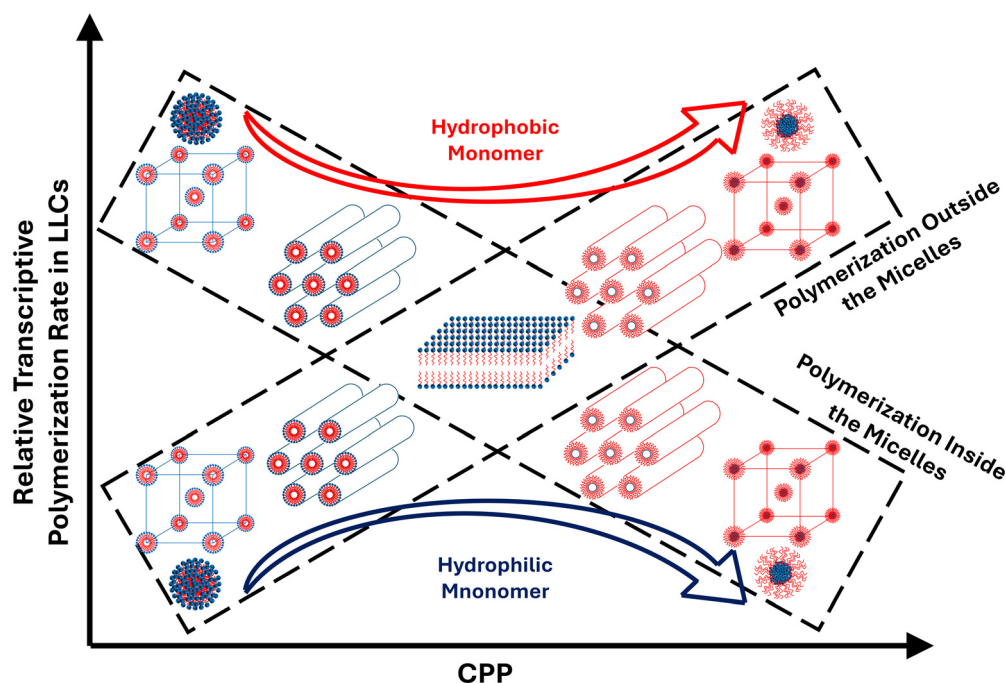 Relative Transcriptive
Polymerization Rate in LLCs
Hydrophobic
Monomer
Polymerization Outside
the Micelles
Polymerization Inside
the Micelles
Hydrophilic
Mnonomer
CPP